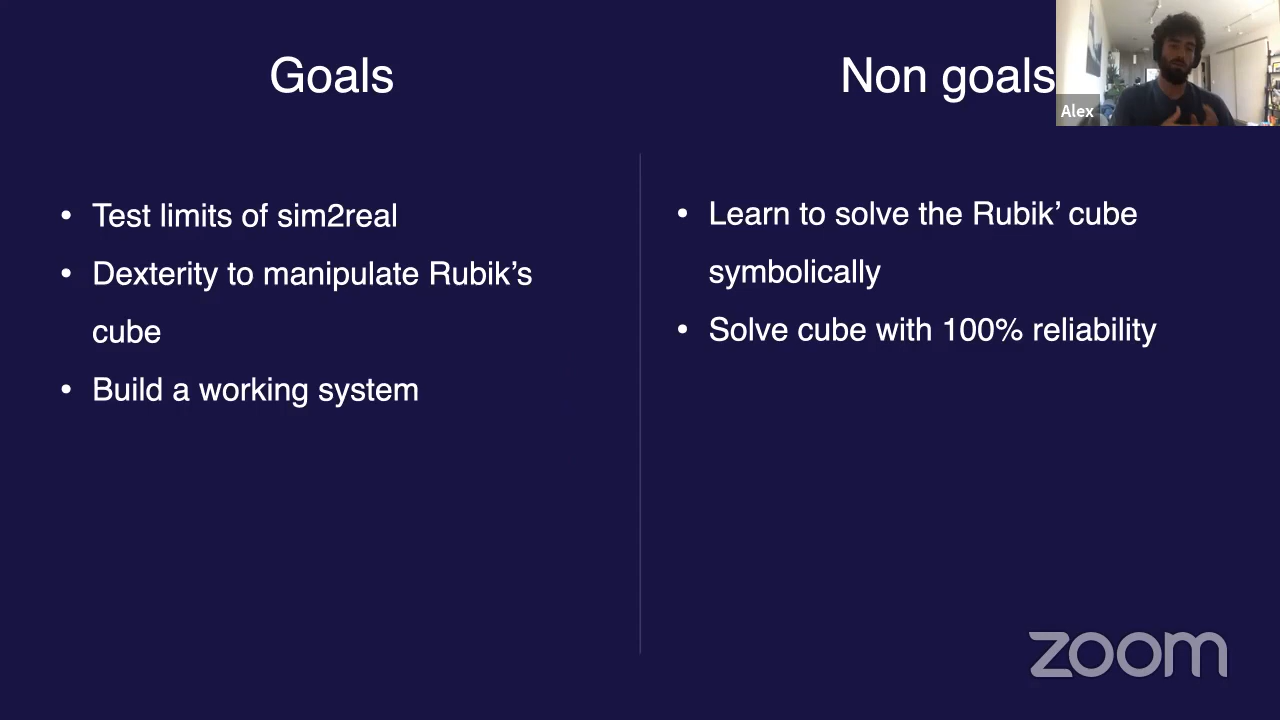 Goals
Non goals
Alex
• Test limits of sim2real
• Dexterity to manipulate Rubik’s
cube
• Build a working system
• Learn to solve the Rubik’ cube
symbolically
• Solve cube with 100% reliability
zoom